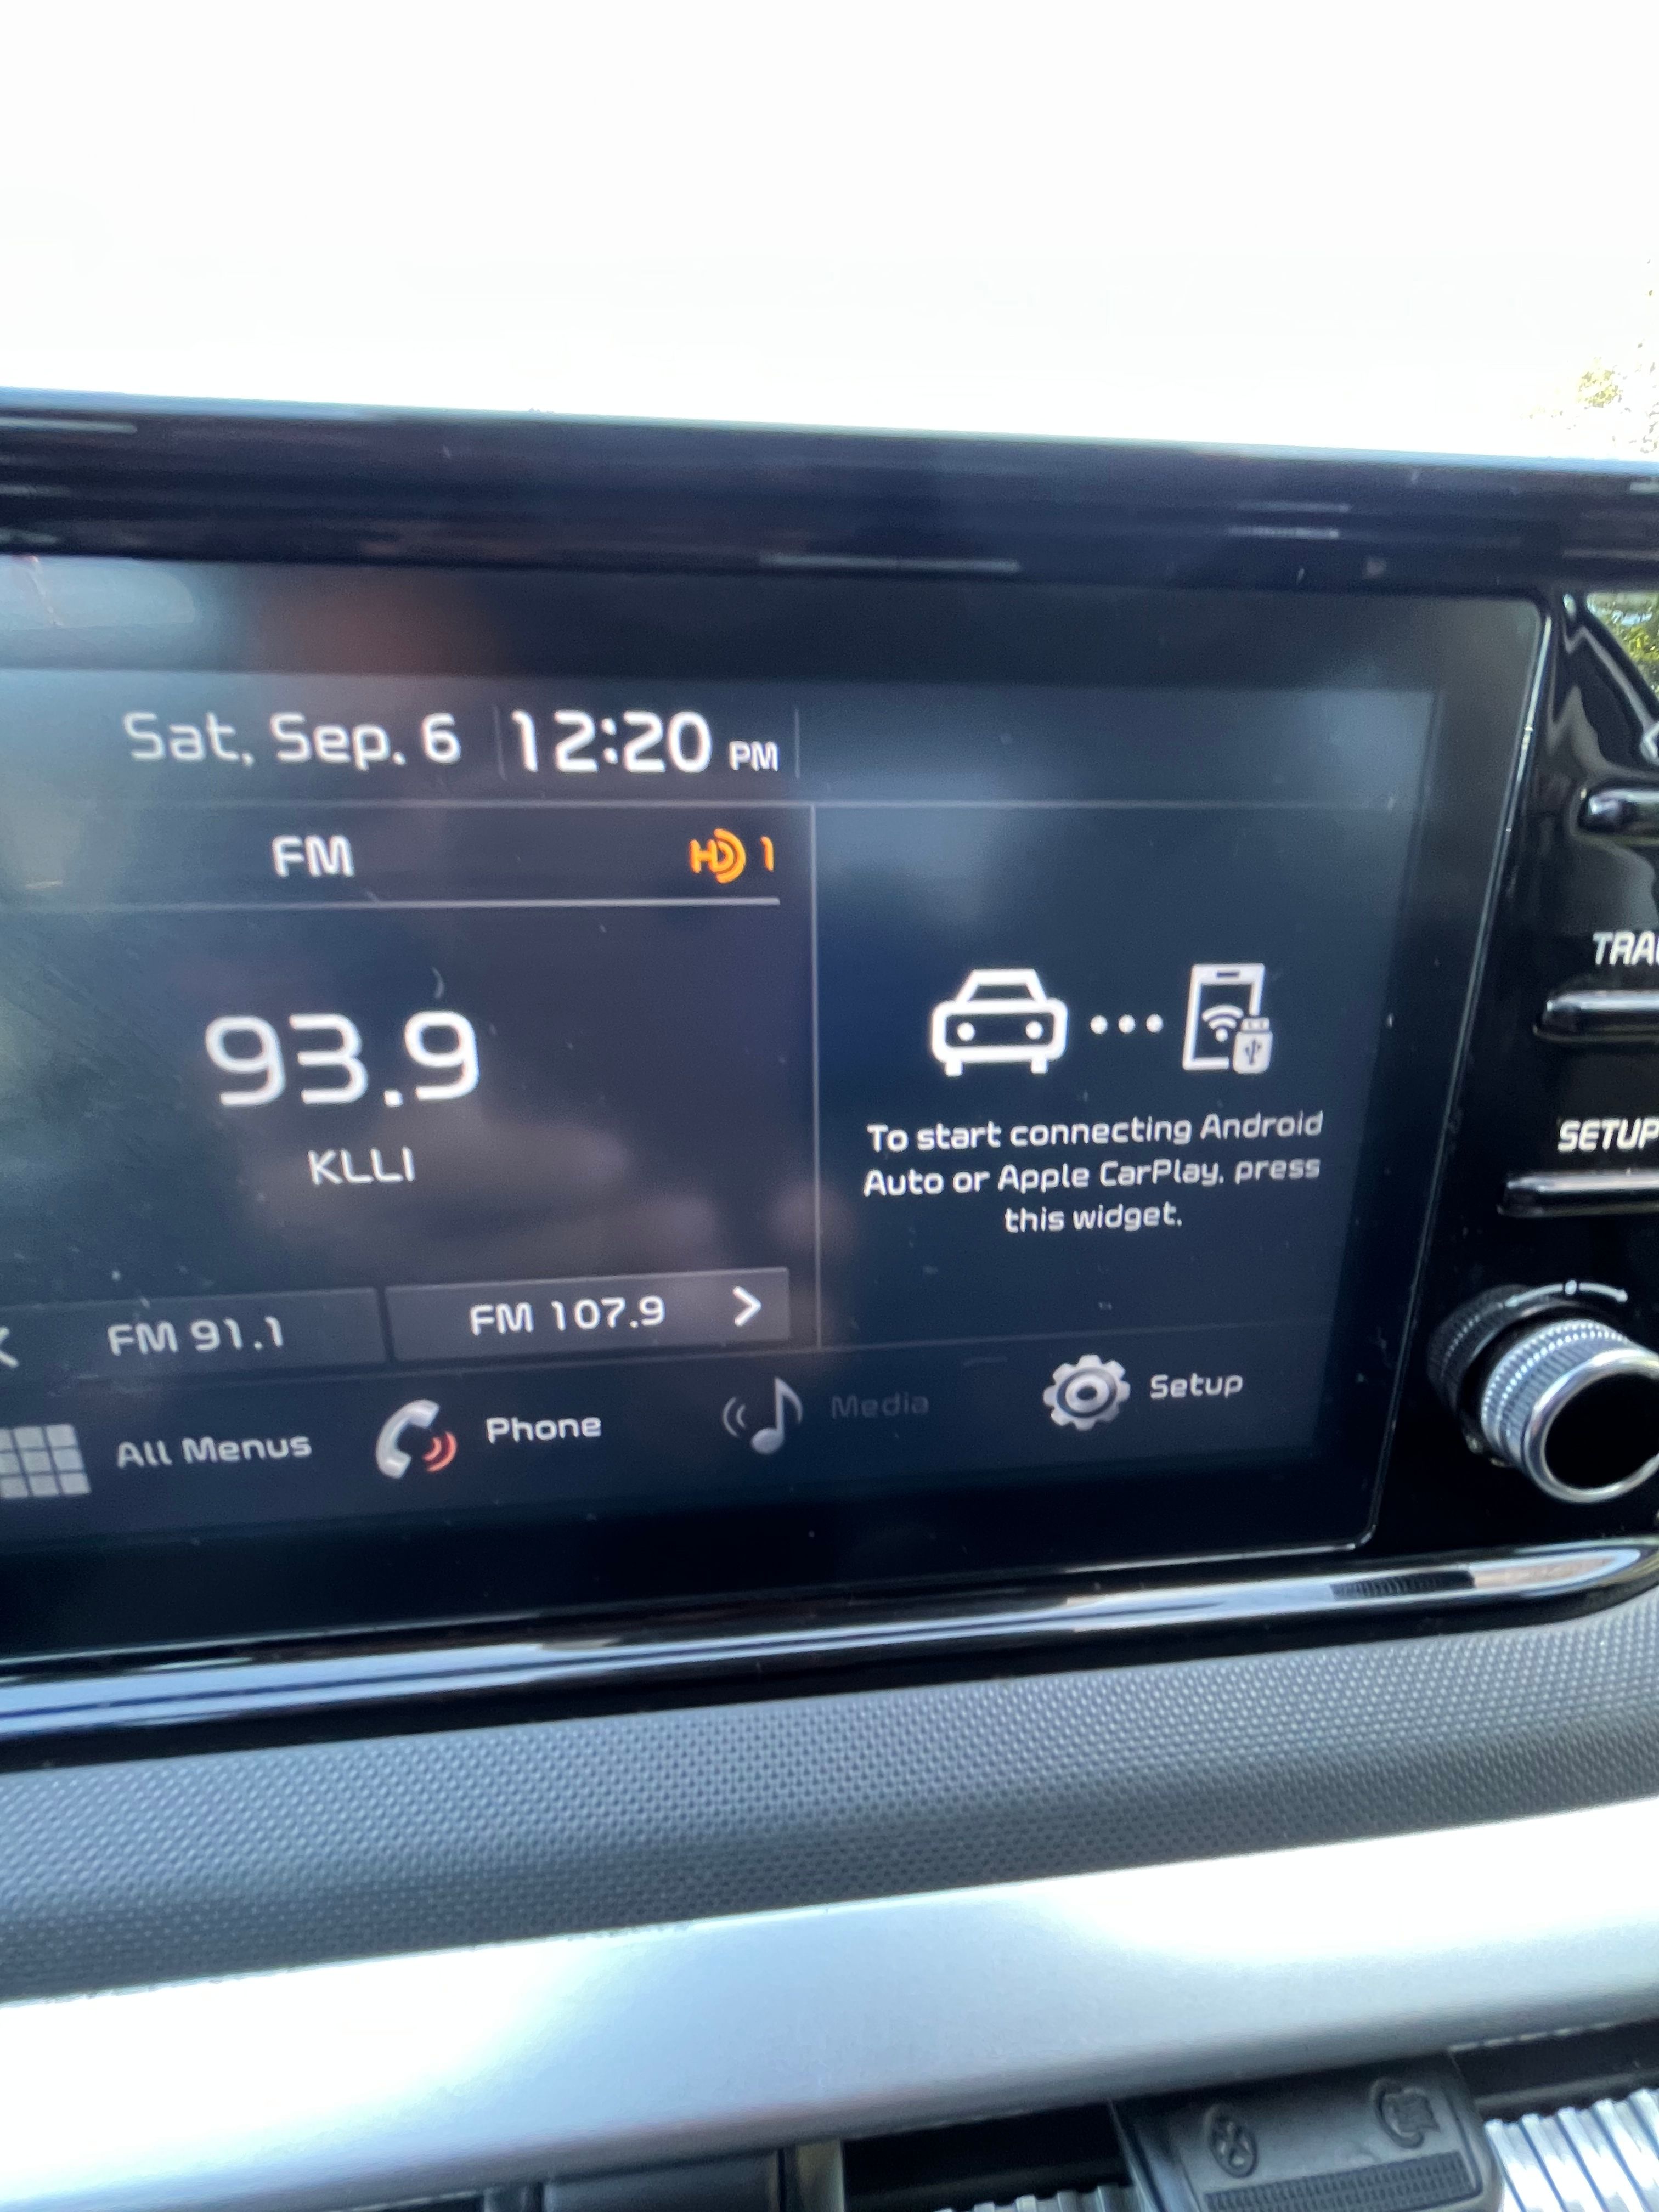 Sat, Sep. 6 12:20 PM
FM HD 1
93.9
KLLI
FM 91.1 FM 107.9
To start connecting Android
Auto or Apple CarPlay, press
this widget.
All Menus Phone Media Setup
TRA
SETUP